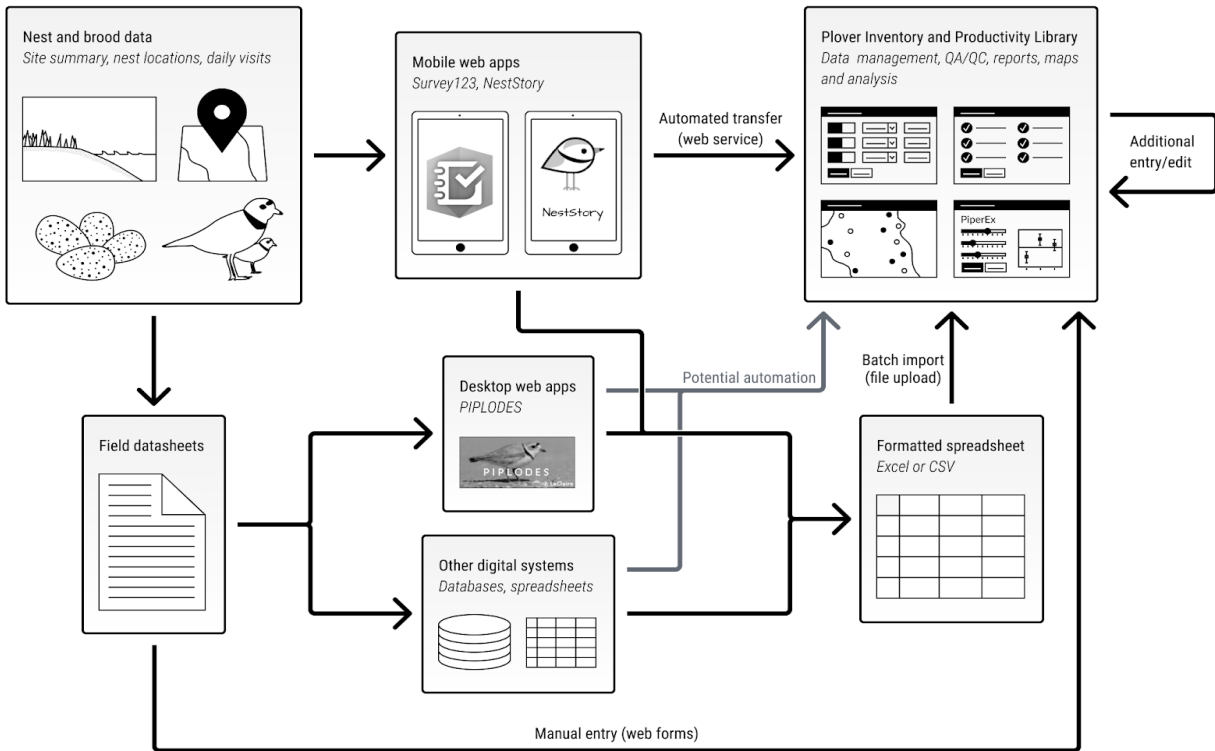 Nest and brood data
Site summary, nest locations, daily visits
Mobile web apps
Survey123, NestStory
NestStory
Automated transfer
(web service)
Plover Inventory and Productivity Library
Data management, QA/QC, reports, maps
and analysis
PiperEx
Additional
entry/edit
Potential automation
Batch import
(file upload)
Desktop web apps
PIPLODES
PIPLODES
LeClaire
Field datasheets
Formatted spreadsheet
Excel or CSV
Other digital systems
Databases, spreadsheets
Manual entry (web forms)